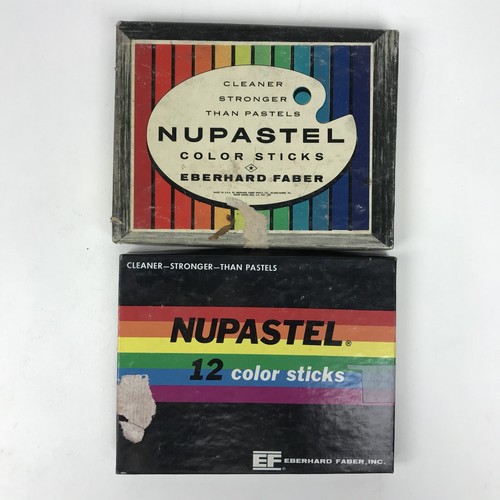 CLEANER
STRONGER
THAN PASTELS
NUPASTEL
COLOR STICKS
EBERHARD FABER
CLEANER—STRONGER—THAN PASTELS
NUPASTEL®
12 color sticks
EF®
EBERHARD FABER, INC.